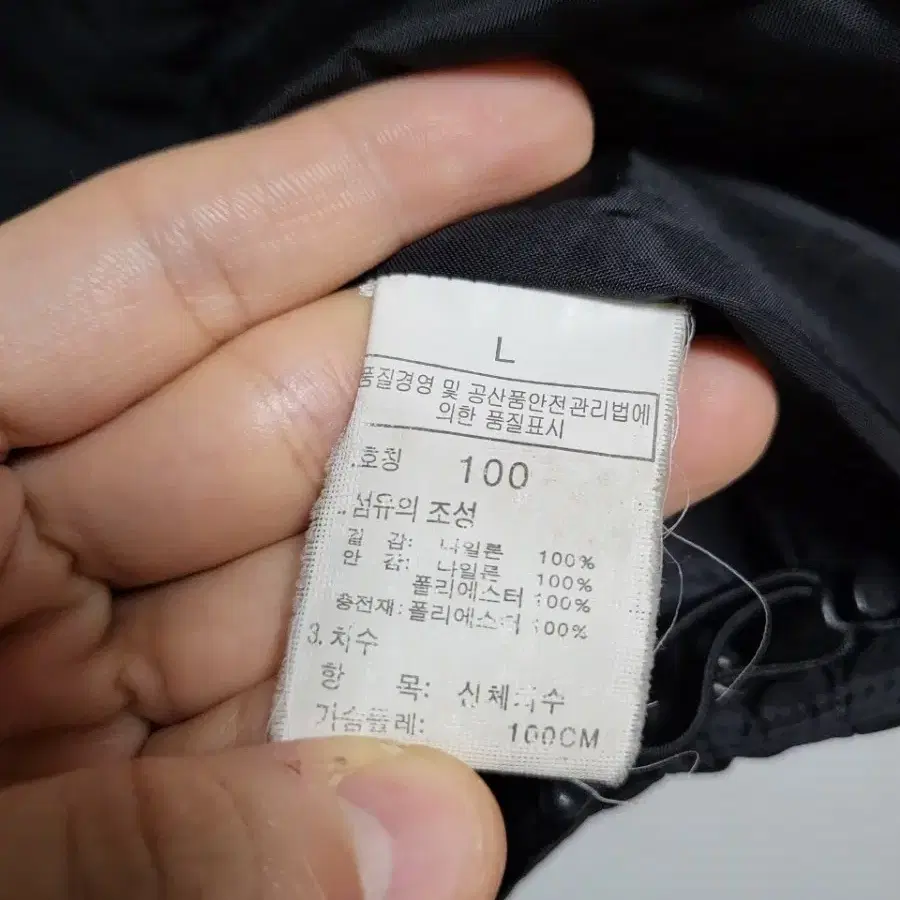 L
품질경영 및 공산품안전관리법에
의한 품질표시
.호칭 100
.섬유의 조성
겉 감: 나일론 100%
안 감: 나일론 100%
폴리에스터 100%
충전재: 폴리에스터 100%
3. 치수
항 목: 신체치수
가슴둘레: 100CM